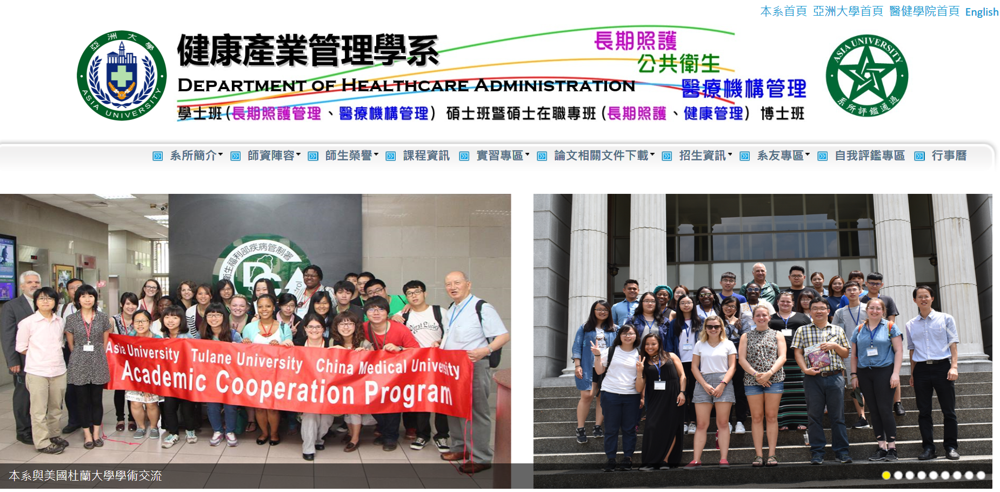 本系首頁 亞洲大學首頁 醫健學院首頁 English
亞洲大學
ASIA UNIVERSITY
健康產業管理學系
DEPARTMENT OF HEALTHCARE ADMINISTRATION
長期照護
公共衛生
醫療機構管理
學士班(長期照護管理、醫療機構管理) 碩士班暨碩士在職專班(長期照護、健康管理) 博士班
ASIA UNIVERSITY
系所評鑑通過
系所簡介 師資陣容 師生榮譽 課程資訊 實習專區 論文相關文件下載 招生資訊 系友專區 自我評鑑專區 行事曆
衛生福利部疾病管制署
Asia University Tulane University China Medical University
Academic Cooperation Program
本系與美國杜蘭大學學術交流